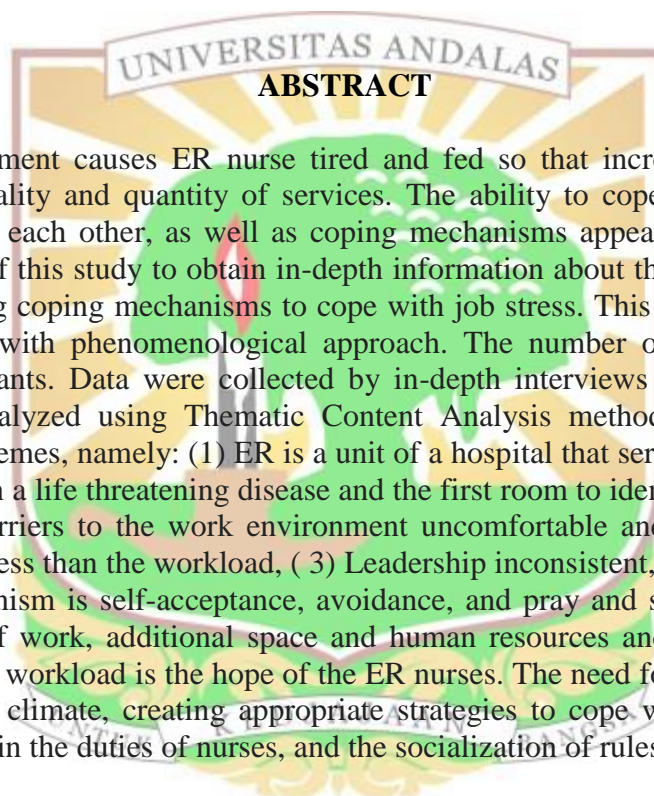 UNIVERSITAS ANDALAS
ABSTRACT
ment causes ER nurse tired and fed so that incr
ality and quantity of services. The ability to cope
each other, as well as coping mechanisms appea
f this study to obtain in-depth information about th
g coping mechanisms to cope with job stress. This
with phenomenological approach. The number o
ants. Data were collected by in-depth interviews
alyzed using Thematic Content Analysis method
emes, namely: (1) ER is a unit of a hospital that ser
a life threatening disease and the first room to iden
rriers to the work environment uncomfortable and
ess than the workload, ( 3) Leadership inconsistent,
nism is self-acceptance, avoidance, and pray and s
f work, additional space and human resources and
workload is the hope of the ER nurses. The need fo
climate, creating appropriate strategies to cope w
in the duties of nurses, and the socialization of rules